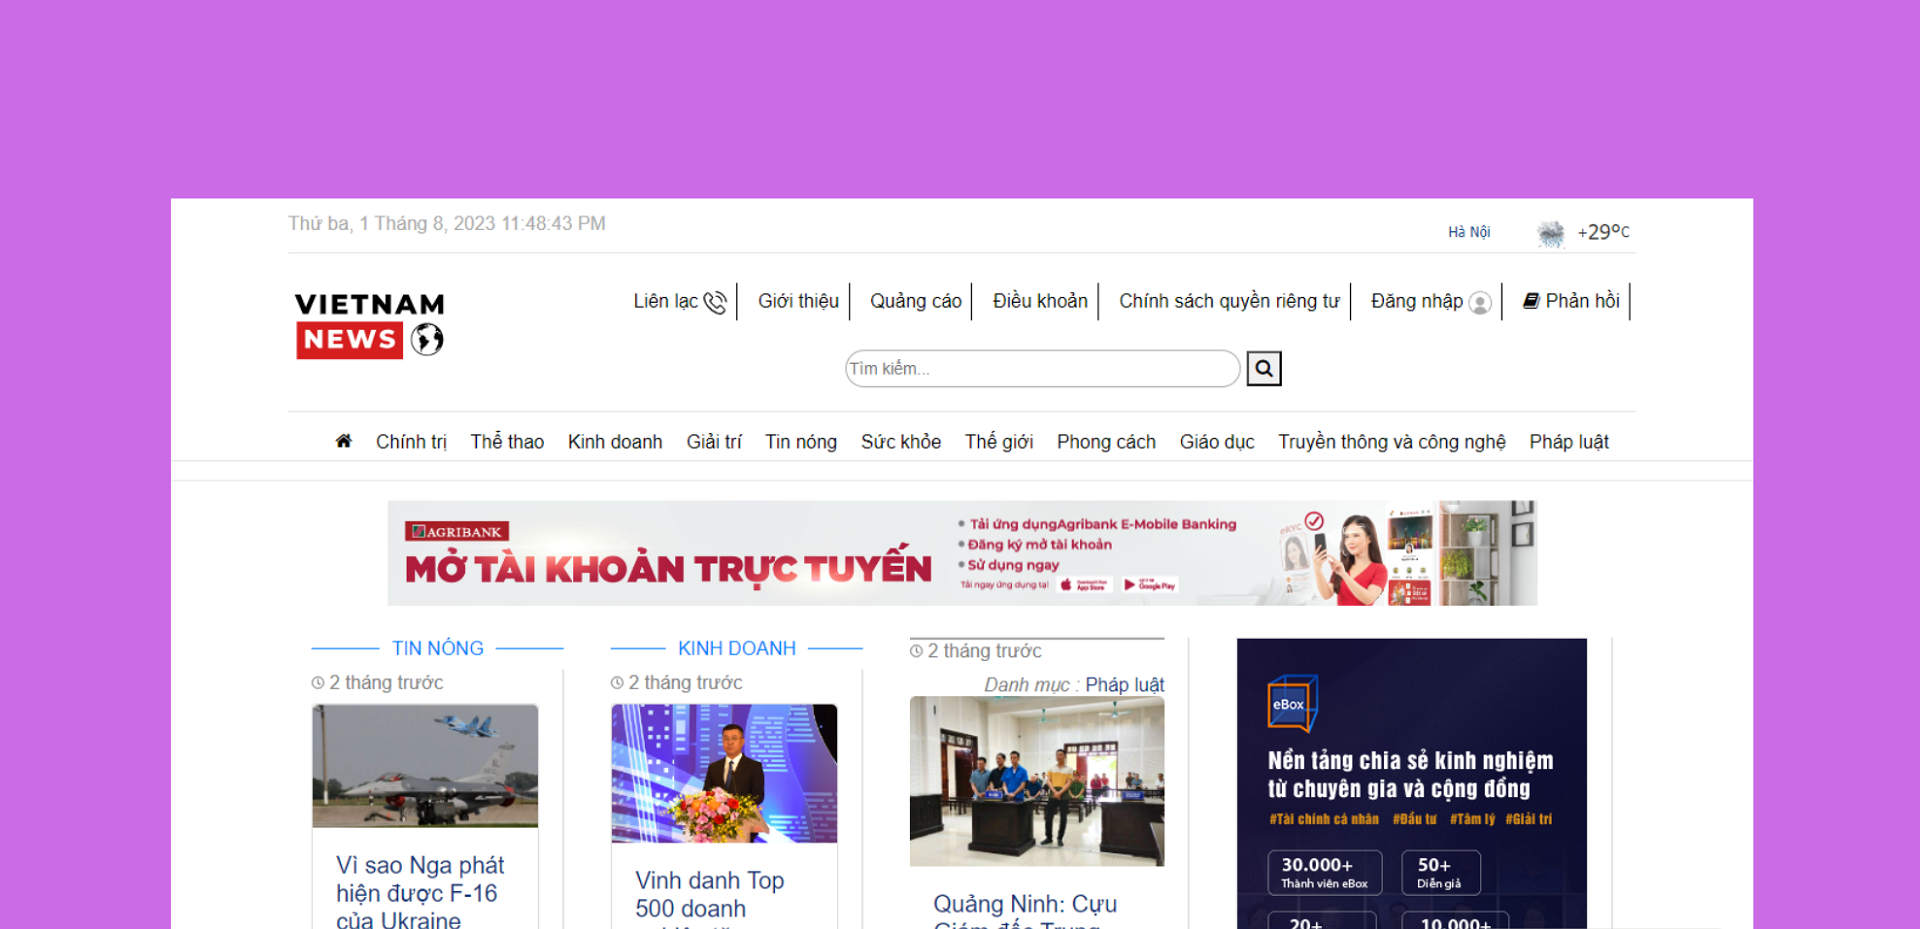 Thứ ba, 1 Tháng 8, 2023 11:48:43 PM
Hà Nội +29°C
VIETNAM
NEWS
Liên lạc Giới thiệu Quảng cáo Điều khoản Chính sách quyền riêng tư Đăng nhập Phản hồi
Tìm kiếm...
Chính trị Thể thao Kinh doanh Giải trí Tin nóng Sức khỏe Thế giới Phong cách Giáo dục Truyền thông và công nghệ Pháp luật
AGRIBANK
MỞ TÀI KHOẢN TRỰC TUYẾN
• Tải ứng dụngAgribank E-Mobile Banking
• Đăng ký mở tài khoản
• Sử dụng ngay
Tải ngay ứng dụng tại App Store Google Play
eKYC
TIN NÓNG
2 tháng trước
Vì sao Nga phát
hiện được F-16
của Ukraine
KINH DOANH
2 tháng trước
Vinh danh Top
500 doanh
2 tháng trước
Danh mục : Pháp luật
Quảng Ninh: Cựu
Giám đốc Trung
eBox
Nền tảng chia sẻ kinh nghiệm
từ chuyên gia và cộng đồng
#Tài chính cá nhân #Đầu tư #Tâm lý #Giải trí
30.000+
Thành viên eBox
50+
Diễn giả
20+
10.000+